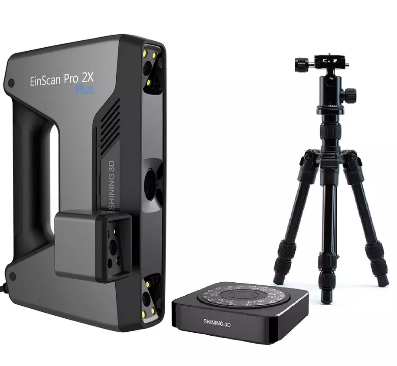 EinScan Pro 2X
Plus
SHINING 3D
SHINING 3D